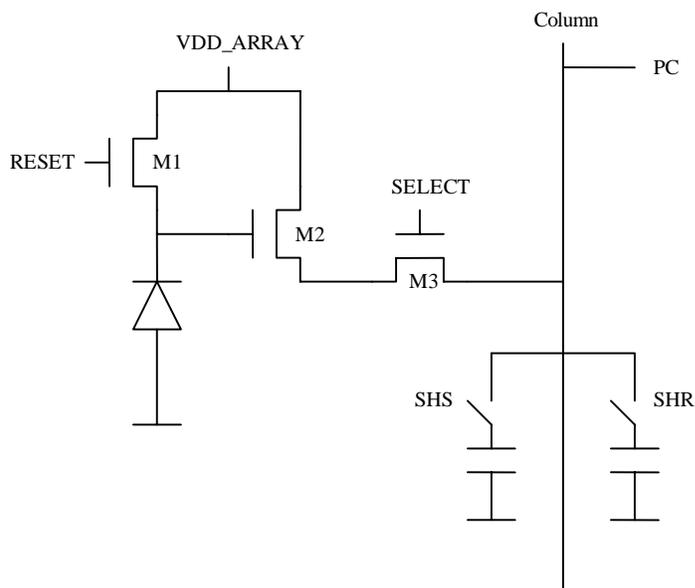 Column
VDD_ARRAY
PC
RESET
M1
SELECT
M2
M3
SHS
SHR